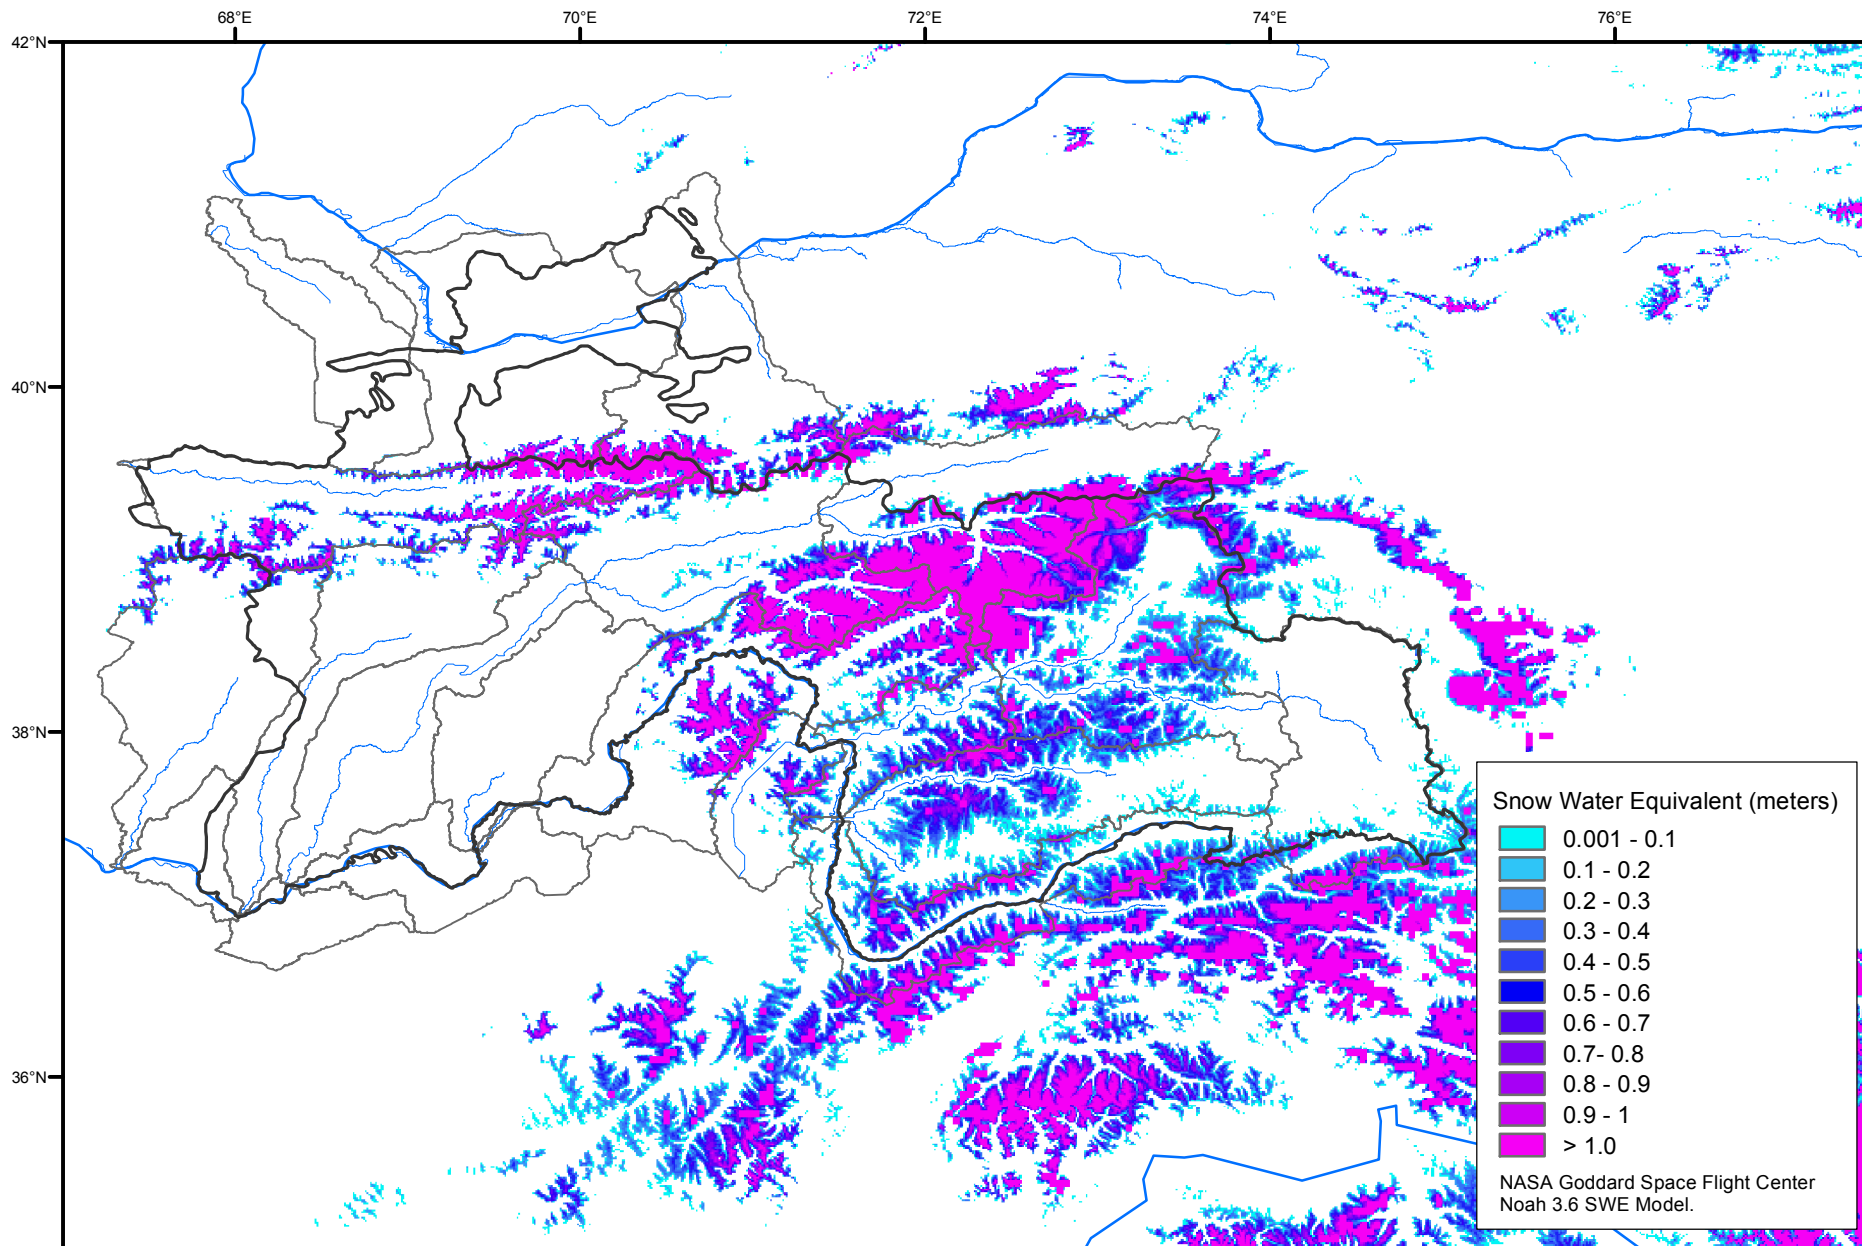 68°E 70°E 72°E 74°E 76°E
42°N
40°N
38°N
36°N
Snow Water Equivalent (meters)
0.001 - 0.1
0.1 - 0.2
0.2 - 0.3
0.3 - 0.4
0.4 - 0.5
0.5 - 0.6
0.6 - 0.7
0.7- 0.8
0.8 - 0.9
0.9 - 1
> 1.0
NASA Goddard Space Flight Center
Noah 3.6 SWE Model.